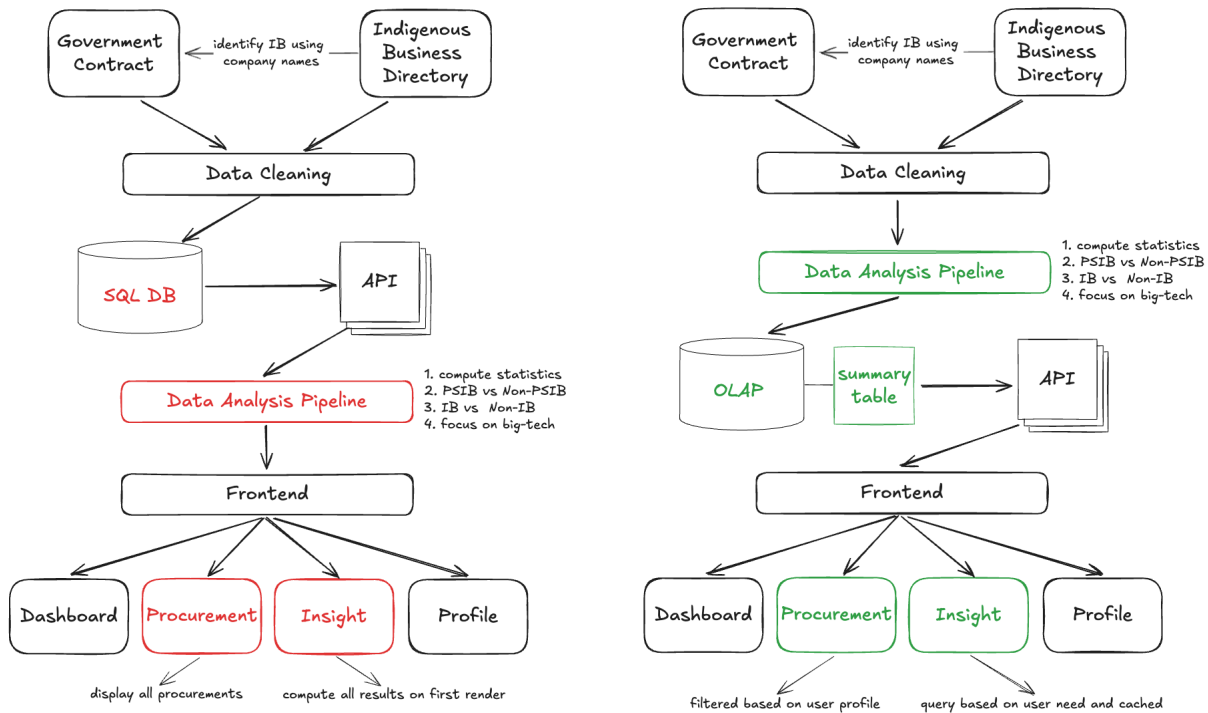 Government
Contract
identify IB using
company names
Indigenous
Business
Directory
Data Cleaning
SQL DB
API
Data Analysis Pipeline
1. compute statistics
2. PSIB vs Non-PSIB
3. IB vs Non-IB
4. focus on big-tech
Frontend
Dashboard
Procurement
Insight
Profile
display all procurements
compute all results on first render
Government
Contract
identify IB using
company names
Indigenous
Business
Directory
Data Cleaning
Data Analysis Pipeline
1. compute statistics
2. PSIB vs Non-PSIB
3. IB vs Non-IB
4. focus on big-tech
OLAP
summary
table
API
Frontend
Dashboard
Procurement
Insight
Profile
filtered based on user profile
query based on user need and cached